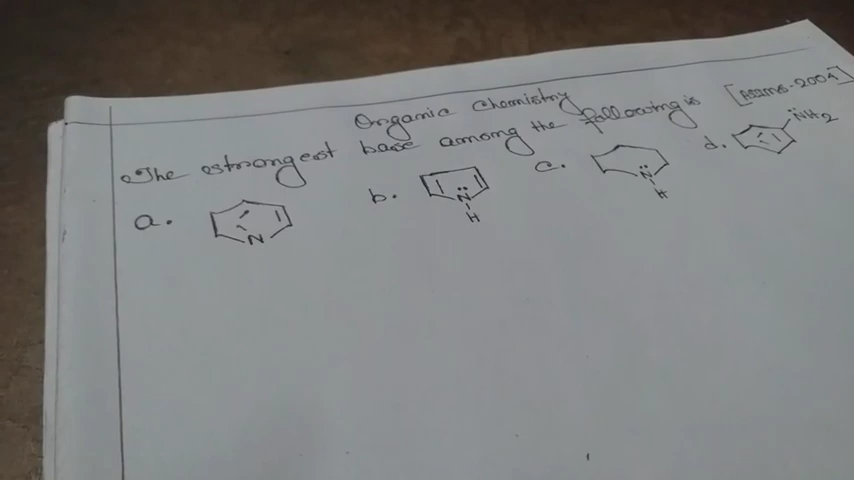 Organic Chemistry
The strongest base among the following is [AIIMS-2004]
a. N
b. N H
c. N H
d. NH2